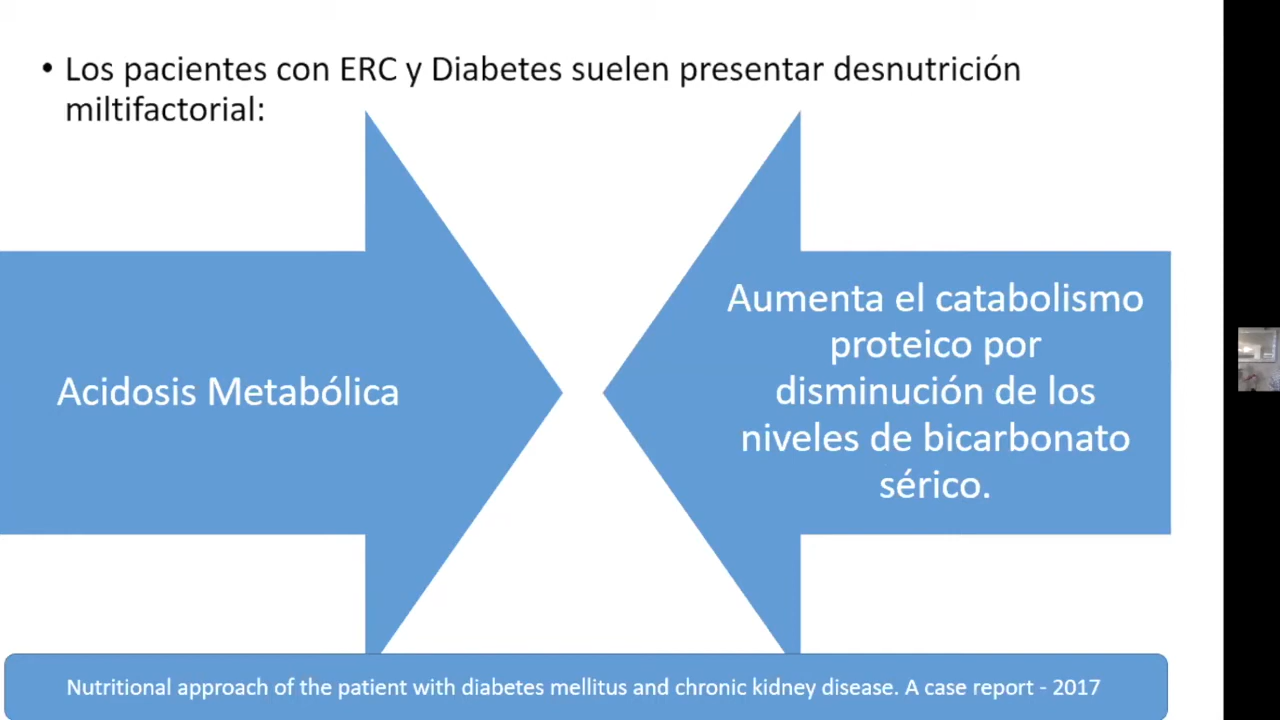 • Los pacientes con ERC y Diabetes suelen presentar desnutrición
miltifactorial:
Acidosis Metabólica
Aumenta el catabolismo
proteico por
disminución de los
niveles de bicarbonato
sérico.
Nutritional approach of the patient with diabetes mellitus and chronic kidney disease. A case report - 2017